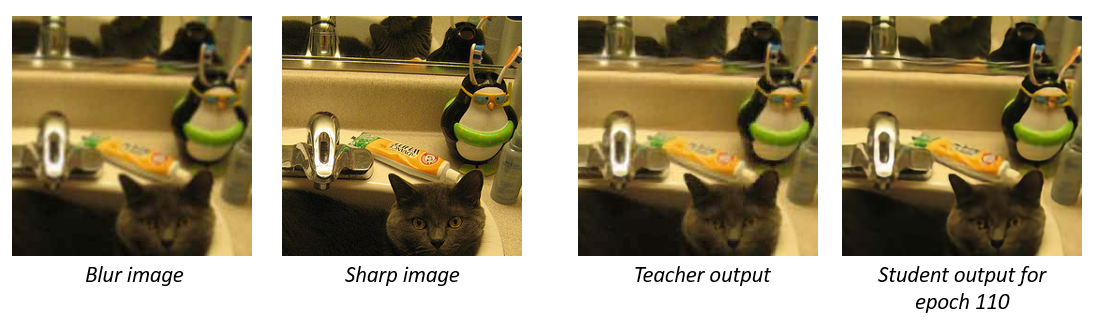 Blur image
Sharp image
Teacher output
Student output for
epoch 110